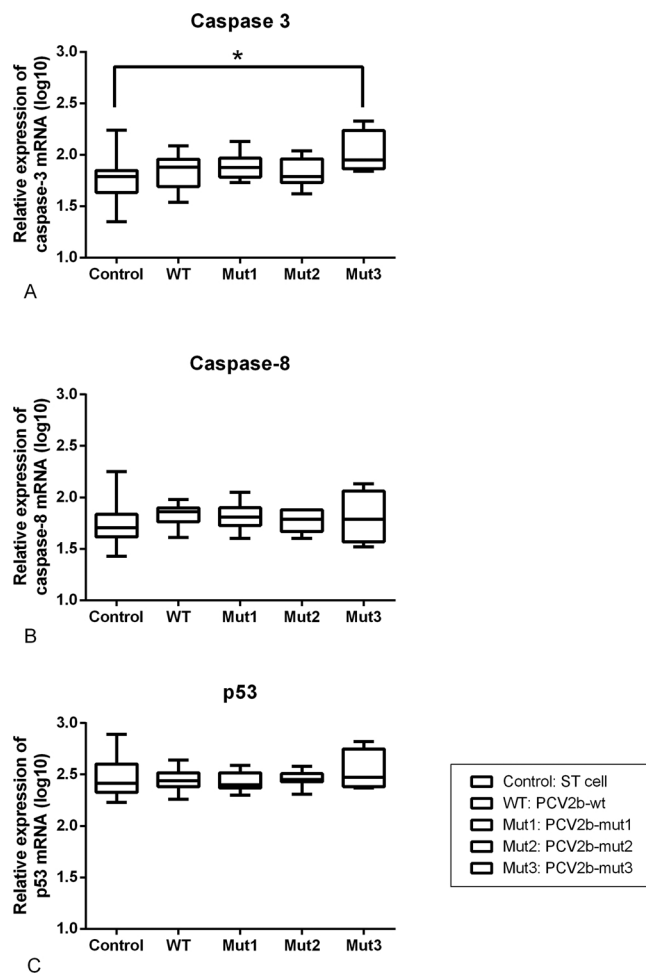 Caspase 3
Relative expression of
caspase-3 mRNA (log10)
3.0
2.5
2.0
1.5
1.0
*
Control WT Mut1 Mut2 Mut3
A
Caspase-8
Relative expression of
caspase-8 mRNA (log10)
3.0
2.5
2.0
1.5
1.0
Control WT Mut1 Mut2 Mut3
B
p53
Relative expression of
p53 mRNA (log10)
3.0
2.5
2.0
1.5
1.0
Control WT Mut1 Mut2 Mut3
C
Control: ST cell
WT: PCV2b-wt
Mut1: PCV2b-mut1
Mut2: PCV2b-mut2
Mut3: PCV2b-mut3